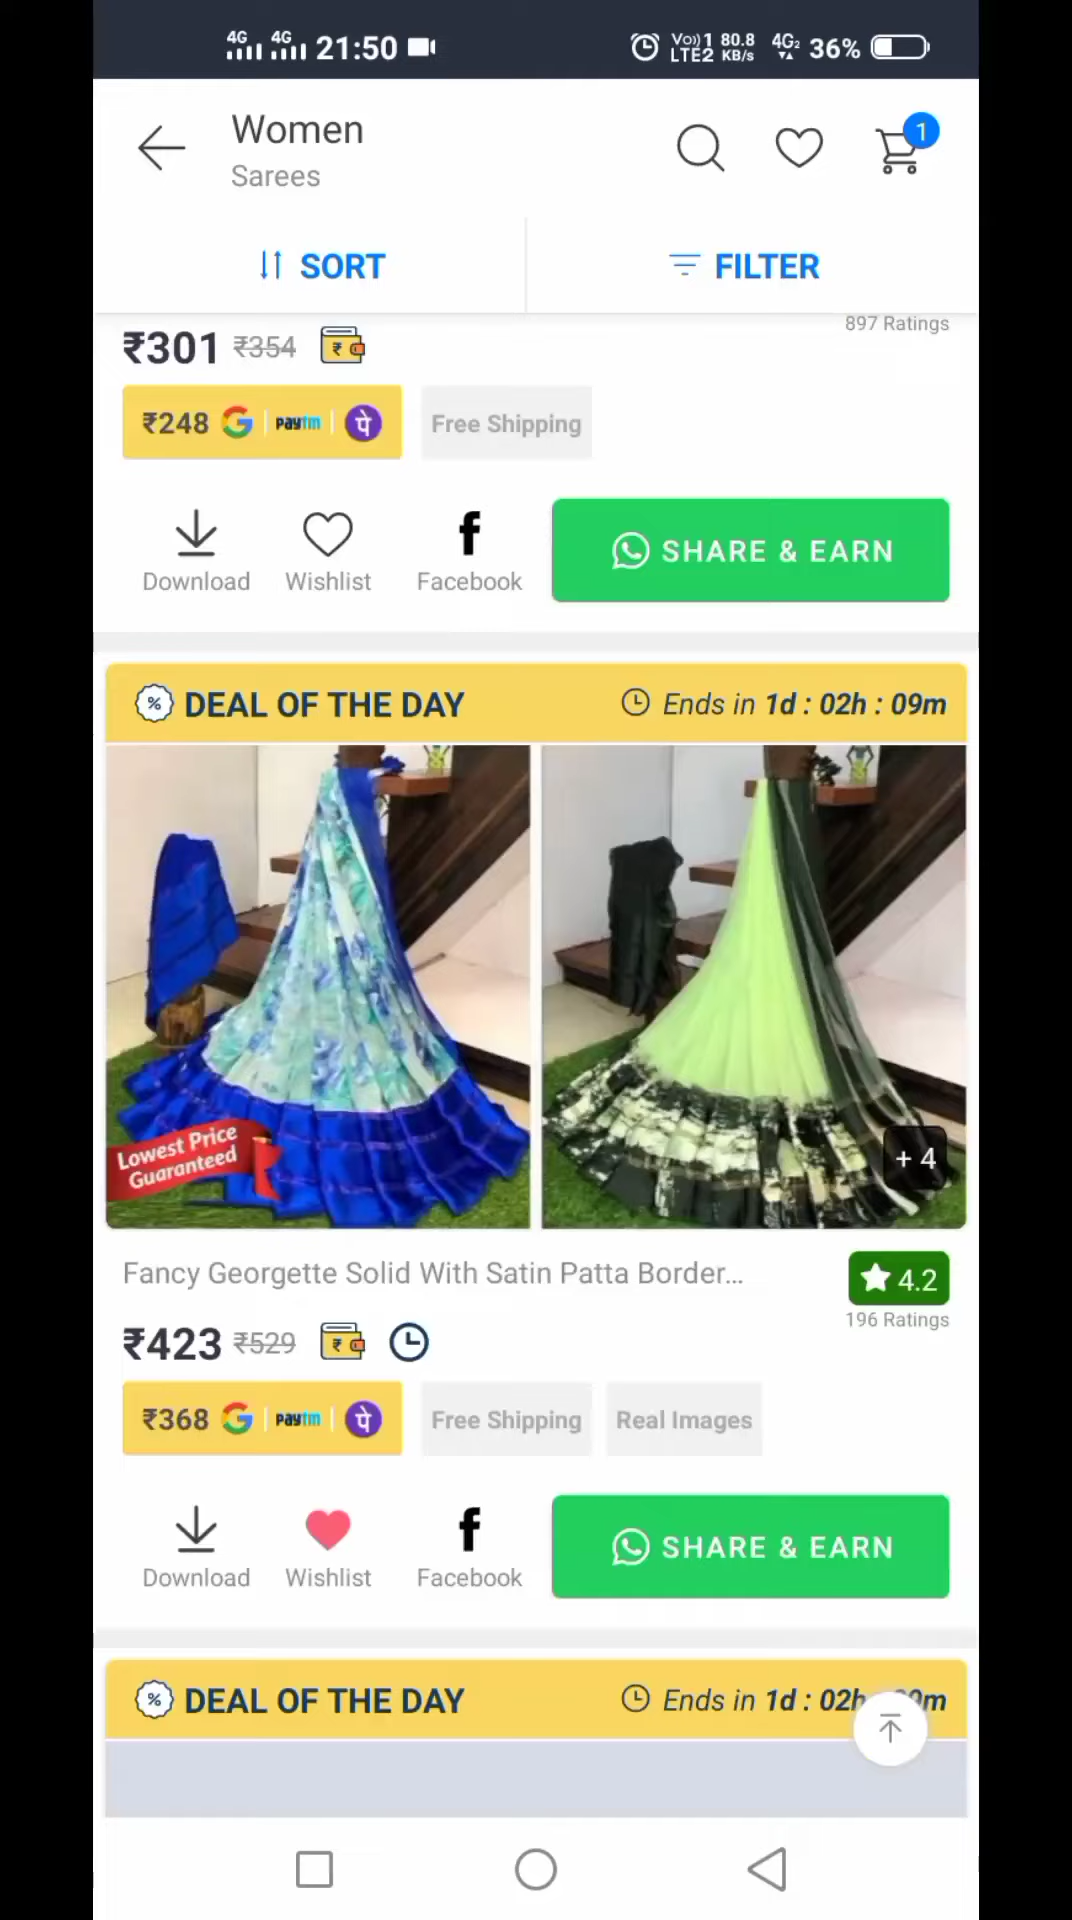 4G 4G 21:50 Vo))1 LTE2 80.8 KB/s 4G2 36%
Women
Sarees
1
SORT
FILTER
897 Ratings
₹301 ₹354 ₹
₹248 G | paytm | पे
Free Shipping
Download
Wishlist
f Facebook
SHARE & EARN
% DEAL OF THE DAY
Ends in 1d : 02h : 09m
Lowest Price
Guaranteed
+ 4
Fancy Georgette Solid With Satin Patta Border...
4.2
196 Ratings
₹423 ₹529 ₹
₹368 G | paytm | पे
Free Shipping
Real Images
Download
Wishlist
f Facebook
SHARE & EARN
% DEAL OF THE DAY
Ends in 1d : 02h